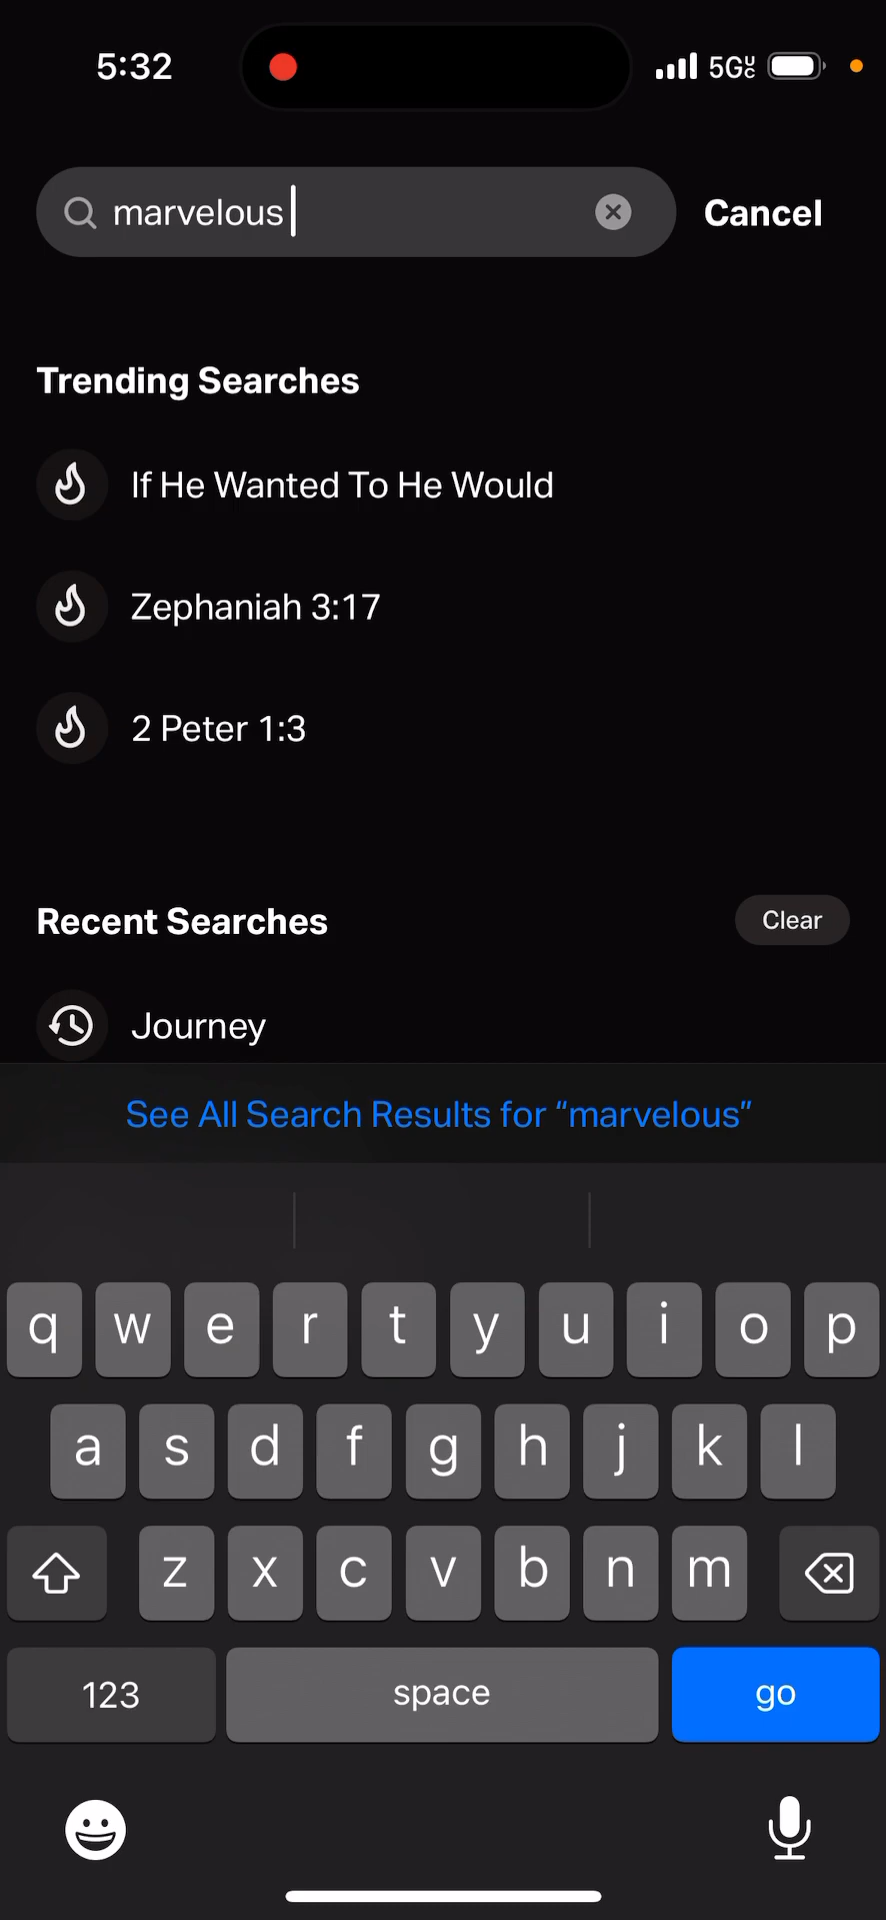 5:32
5GUC
marvelous
Cancel
Trending Searches
If He Wanted To He Would
Zephaniah 3:17
2 Peter 1:3
Recent Searches
Clear
Journey
See All Search Results for “marvelous”
q w e r t y u i o p
a s d f g h j k l
z x c v b n m
123 space go